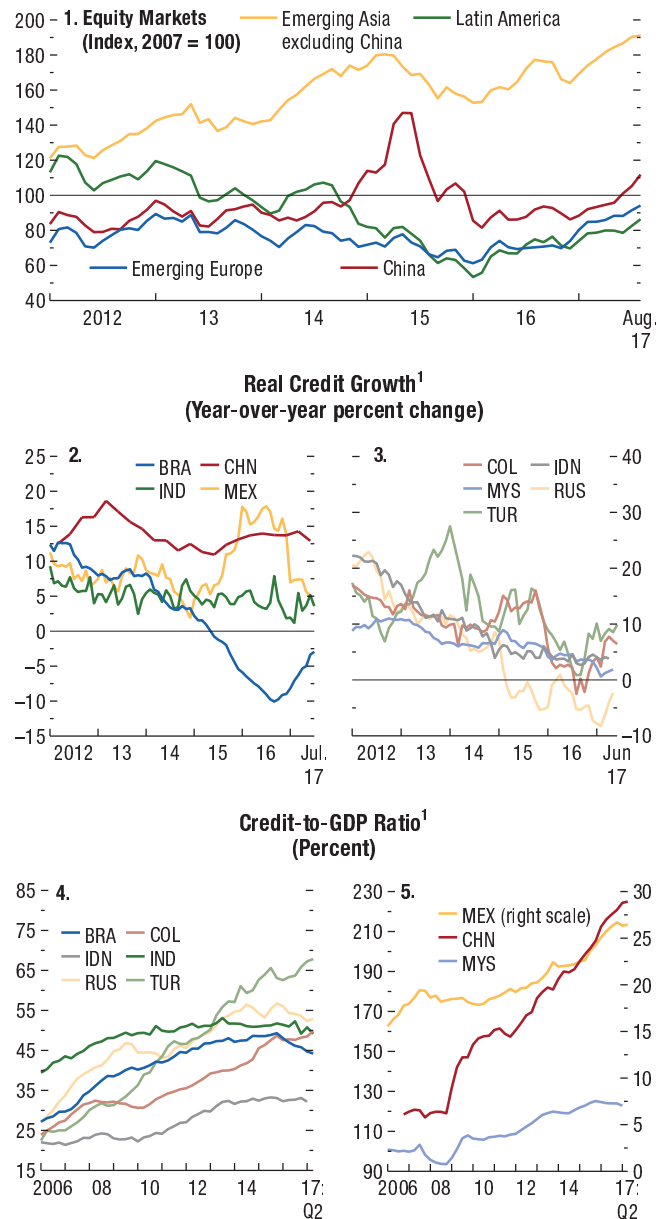 1. Equity Markets
(Index, 2007 = 100)
Emerging Asia
excluding China
Latin America
Emerging Europe
China
200
180
160
140
120
100
80
60
40
2012 13 14 15 16 Aug.
17
Real Credit Growth1
(Year-over-year percent change)
2.
BRA CHN
IND MEX
25
20
15
10
5
0
–5
–10
–15
2012 13 14 15 16 Jul.
17
3.
COL IDN
MYS RUS
TUR
40
30
20
10
0
–10
2012 13 14 15 16 Jun
17
Credit-to-GDP Ratio1
(Percent)
4.
BRA COL
IDN IND
RUS TUR
85
75
65
55
45
35
25
15
2006 08 10 12 14 17:
Q2
5.
MEX (right scale)
CHN
MYS
230
210
190
170
150
130
110
90
30
25
20
15
10
5
0
2006 08 10 12 14 17:
Q2